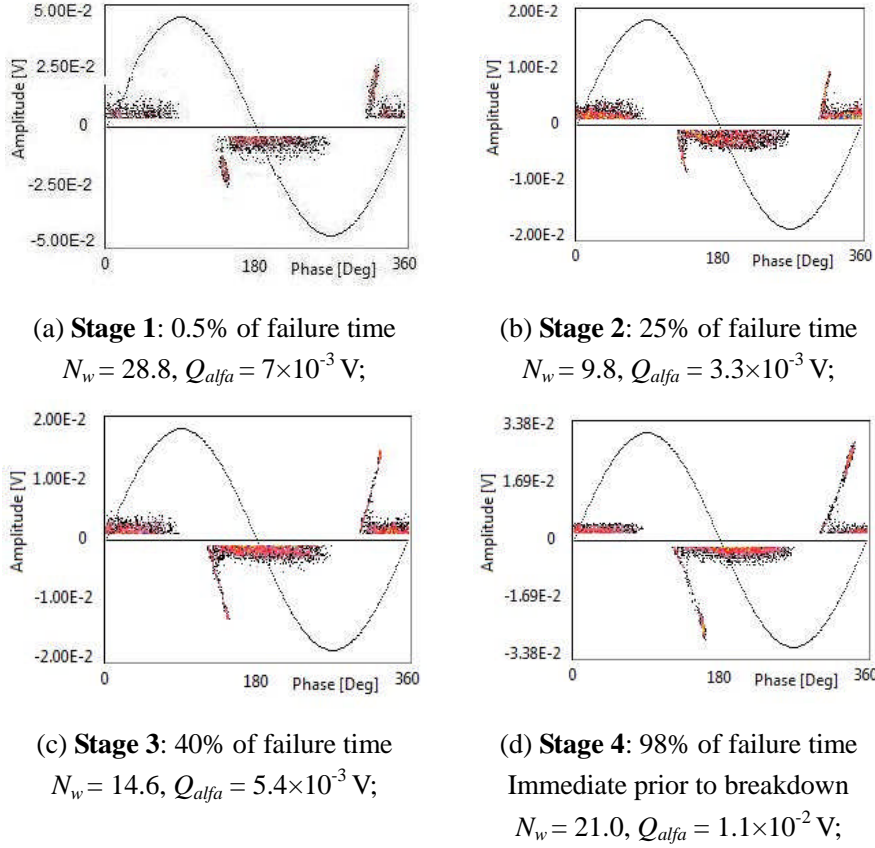 5.00E-2
2.50E-2
0
-2.50E-2
-5.00E-2
Amplitude [V]
180
Phase [Deg]
360
(a) Stage 1: 0.5% of failure time
N_w = 28.8, Q_alfa = 7×10^-3 V;
2.00E-2
1.00E-2
0
-1.00E-2
-2.00E-2
Amplitude [V]
0
180
Phase [Deg]
360
(b) Stage 2: 25% of failure time
N_w = 9.8, Q_alfa = 3.3×10^-3 V;
2.00E-2
1.00E-2
0
-1.00E-2
-2.00E-2
Amplitude [V]
0
180
Phase [Deg]
360
(c) Stage 3: 40% of failure time
N_w = 14.6, Q_alfa = 5.4×10^-3 V;
3.38E-2
1.69E-2
0
-1.69E-2
-3.38E-2
Amplitude [V]
0
180
Phase [Deg]
360
(d) Stage 4: 98% of failure time
Immediate prior to breakdown
N_w = 21.0, Q_alfa = 1.1×10^-2 V;